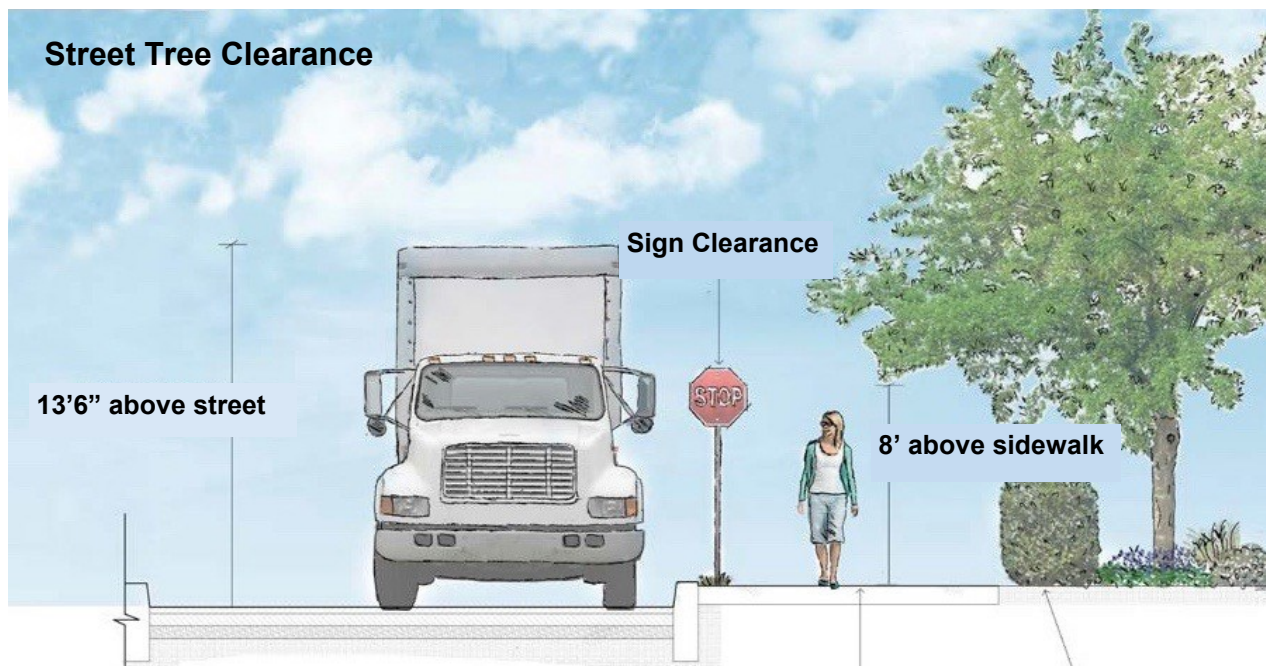 Street Tree Clearance
Sign Clearance
13’6” above street
STOP
8’ above sidewalk